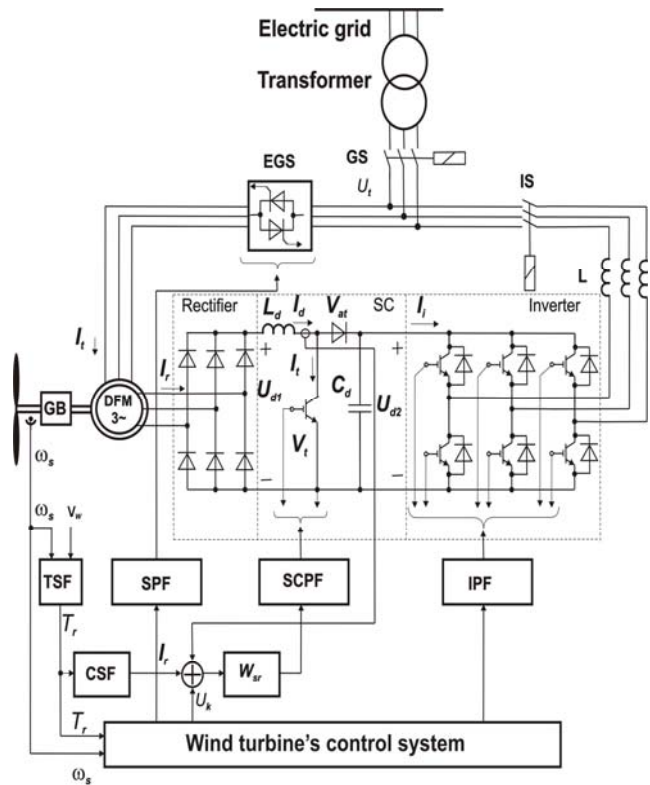 Electric grid
Transformer
EGS
GS
U_t
IS
L
Rectifier
L_d
I_d
V_at
SC
I_i
Inverter
I_t
I_r
+
+
I_t
U_d1
C_d
U_d2
V_t
−
−
GB
DFM
3~
ω_s
ω_s
v_w
TSF
SPF
SCPF
IPF
T_r
CSF
I_r
W_sr
U_k
T_r
Wind turbine's control system
ω_s